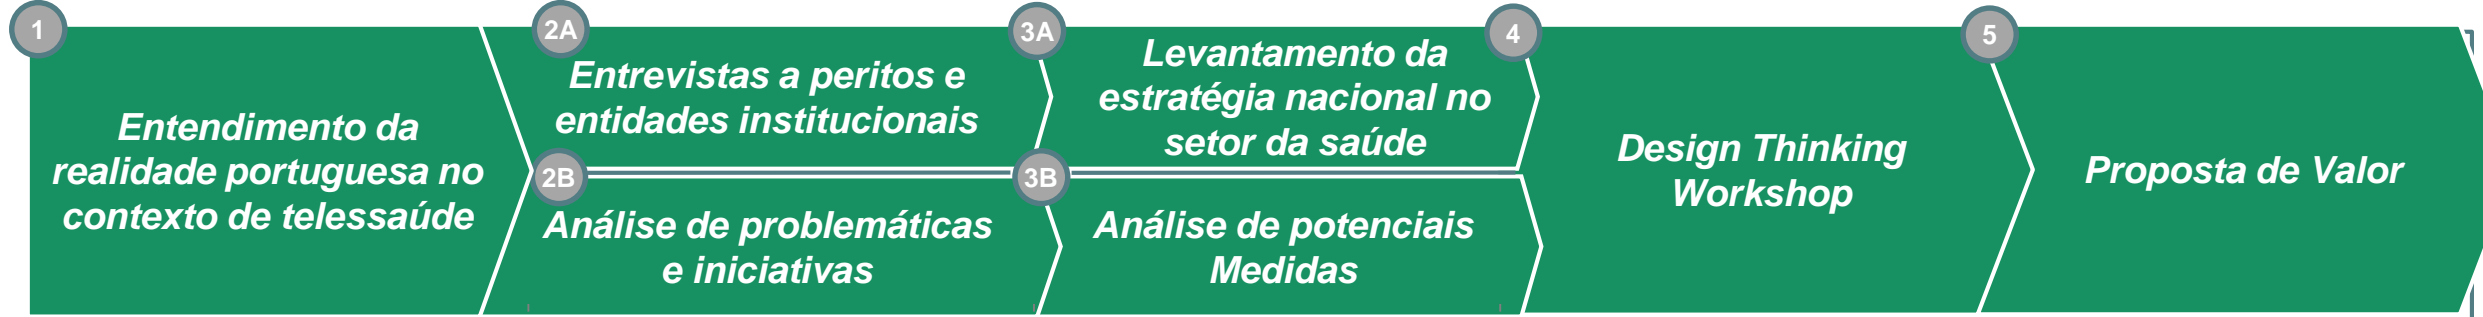 1
Entendimento da
realidade portuguesa no
contexto de telessaúde
2A
Entrevistas a peritos e
entidades institucionais
2B
Análise de problemáticas
e iniciativas
3A
Levantamento da
estratégia nacional no
setor da saúde
3B
Análise de potenciais
Medidas
4
Design Thinking
Workshop
5
Proposta de Valor